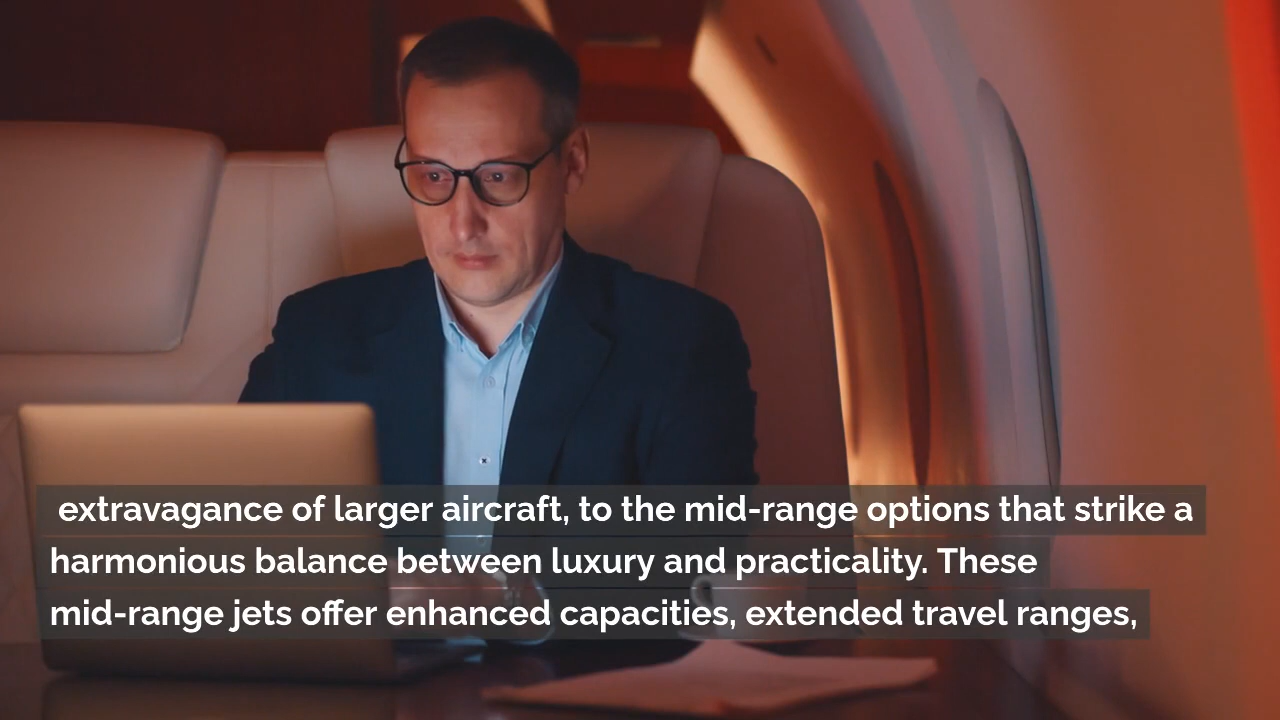 extravagance of larger aircraft, to the mid-range options that strike a
harmonious balance between luxury and practicality. These
mid-range jets offer enhanced capacities, extended travel ranges,